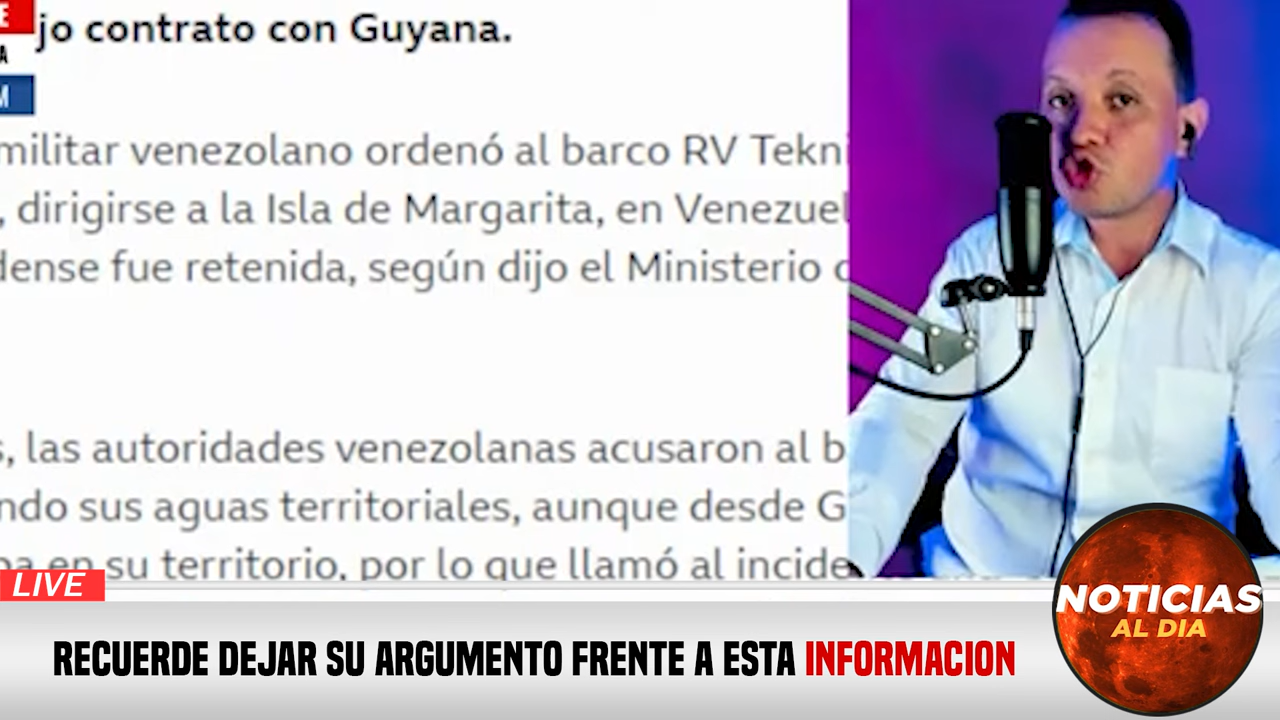 E
jo contrato con Guyana.
A
M
militar venezolano ordenó al barco RV Tekni
, dirigirse a la Isla de Margarita, en Venezuel
dense fue retenida, según dijo el Ministerio
s, las autoridades venezolanas acusaron al b
ndo sus aguas territoriales, aunque desde G
ba en su territorio, por lo que llamó al incide
LIVE
RECUERDE DEJAR SU ARGUMENTO FRENTE A ESTA INFORMACION
NOTICIAS
AL DIA